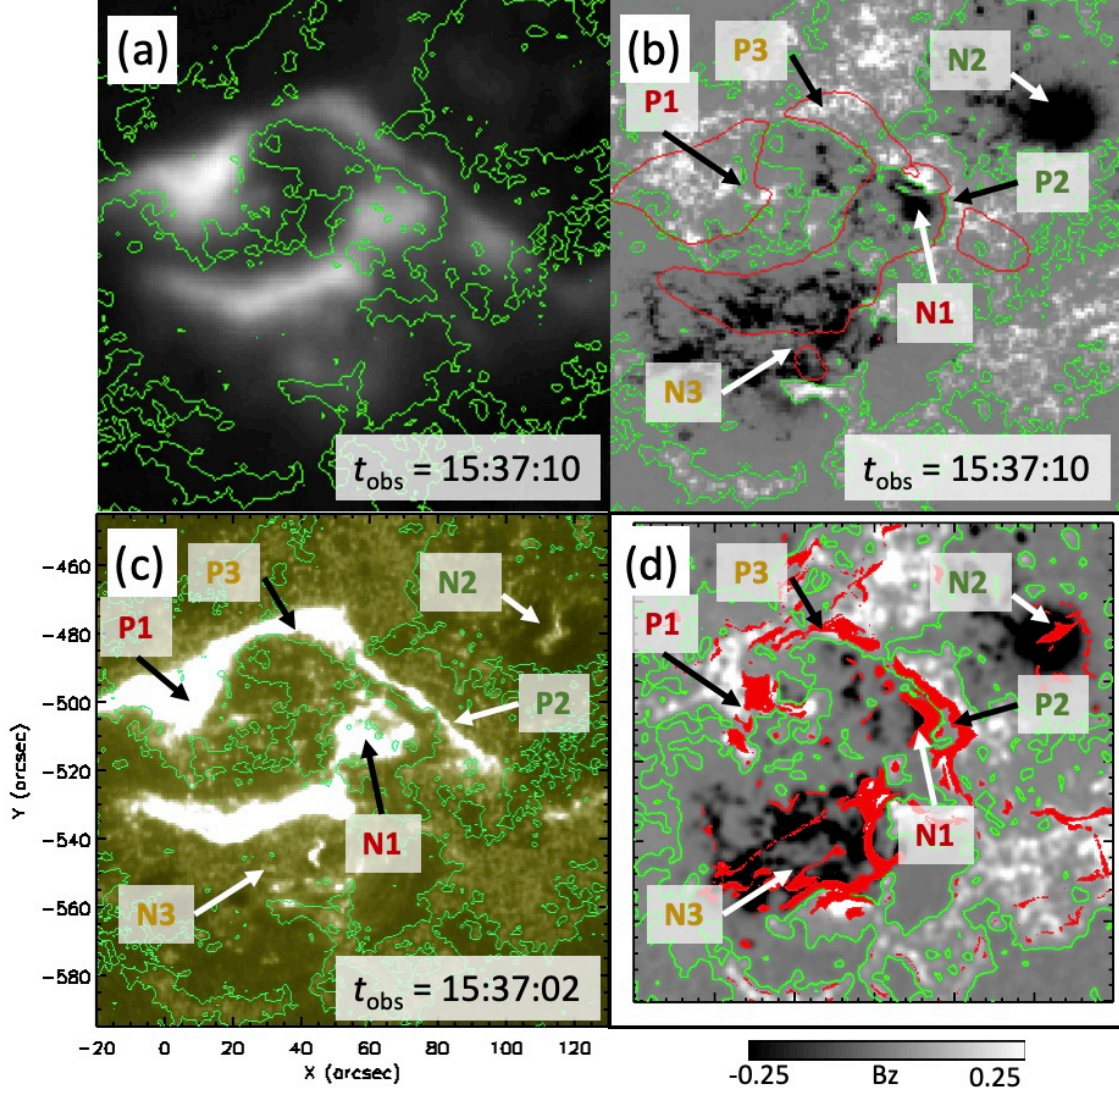 (a)
t_obs = 15:37:10
(b)
P3
N2
P1
P2
N1
N3
t_obs = 15:37:10
(c)
P3
N2
P1
P2
N1
N3
t_obs = 15:37:02
−460
−480
−500
−520
−540
−560
−580
Y (arcsec)
−20 0 20 40 60 80 100 120
X (arcsec)
(d)
P3
N2
P1
P2
N1
N3
-0.25 Bz 0.25